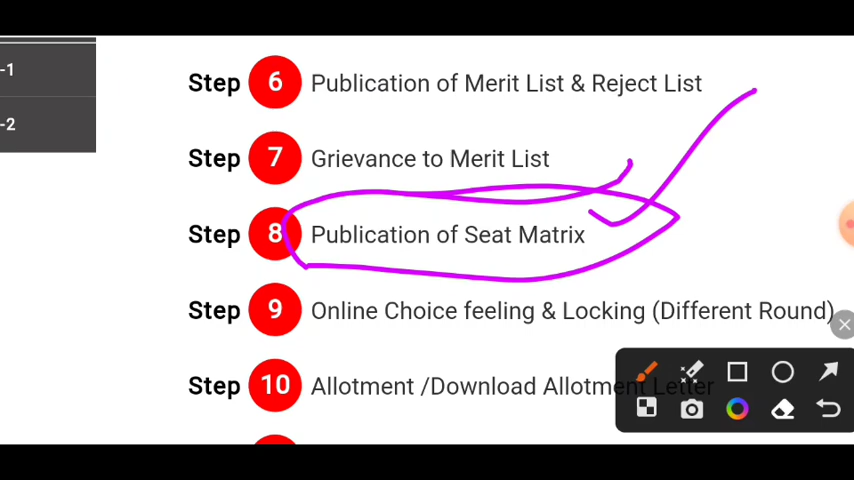 -1
-2
Step 6 Publication of Merit List & Reject List
Step 7 Grievance to Merit List
Step 8 Publication of Seat Matrix
Step 9 Online Choice feeling & Locking (Different Round)
Step 10 Allotment /Download Allotment Letter